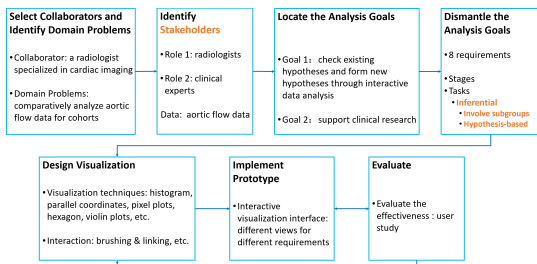 Select Collaborators and
Identify Domain Problems
• Collaborator: a radiologist
specialized in cardiac imaging
• Domain Problems:
comparatively analyze aortic
flow data for cohorts
Identify
Stakeholders
• Role 1: radiologists
• Role 2: clinical
experts
Data: aortic flow data
Locate the Analysis Goals
• Goal 1: check existing
hypotheses and form new
hypotheses through interactive
data analysis
• Goal 2: support clinical research
Dismantle the
Analysis Goals
• 8 requirements
• Stages
• Tasks
• Inferential
• Involve subgroups
• Hypothesis-based
Design Visualization
• Visualization techniques: histogram,
parallel coordinates, pixel plots,
hexagon, violin plots, etc.
• Interaction: brushing & linking, etc.
Implement
Prototype
• Interactive
visualization interface:
different views for
different requirements
Evaluate
• Evaluate the
effectiveness : user
study